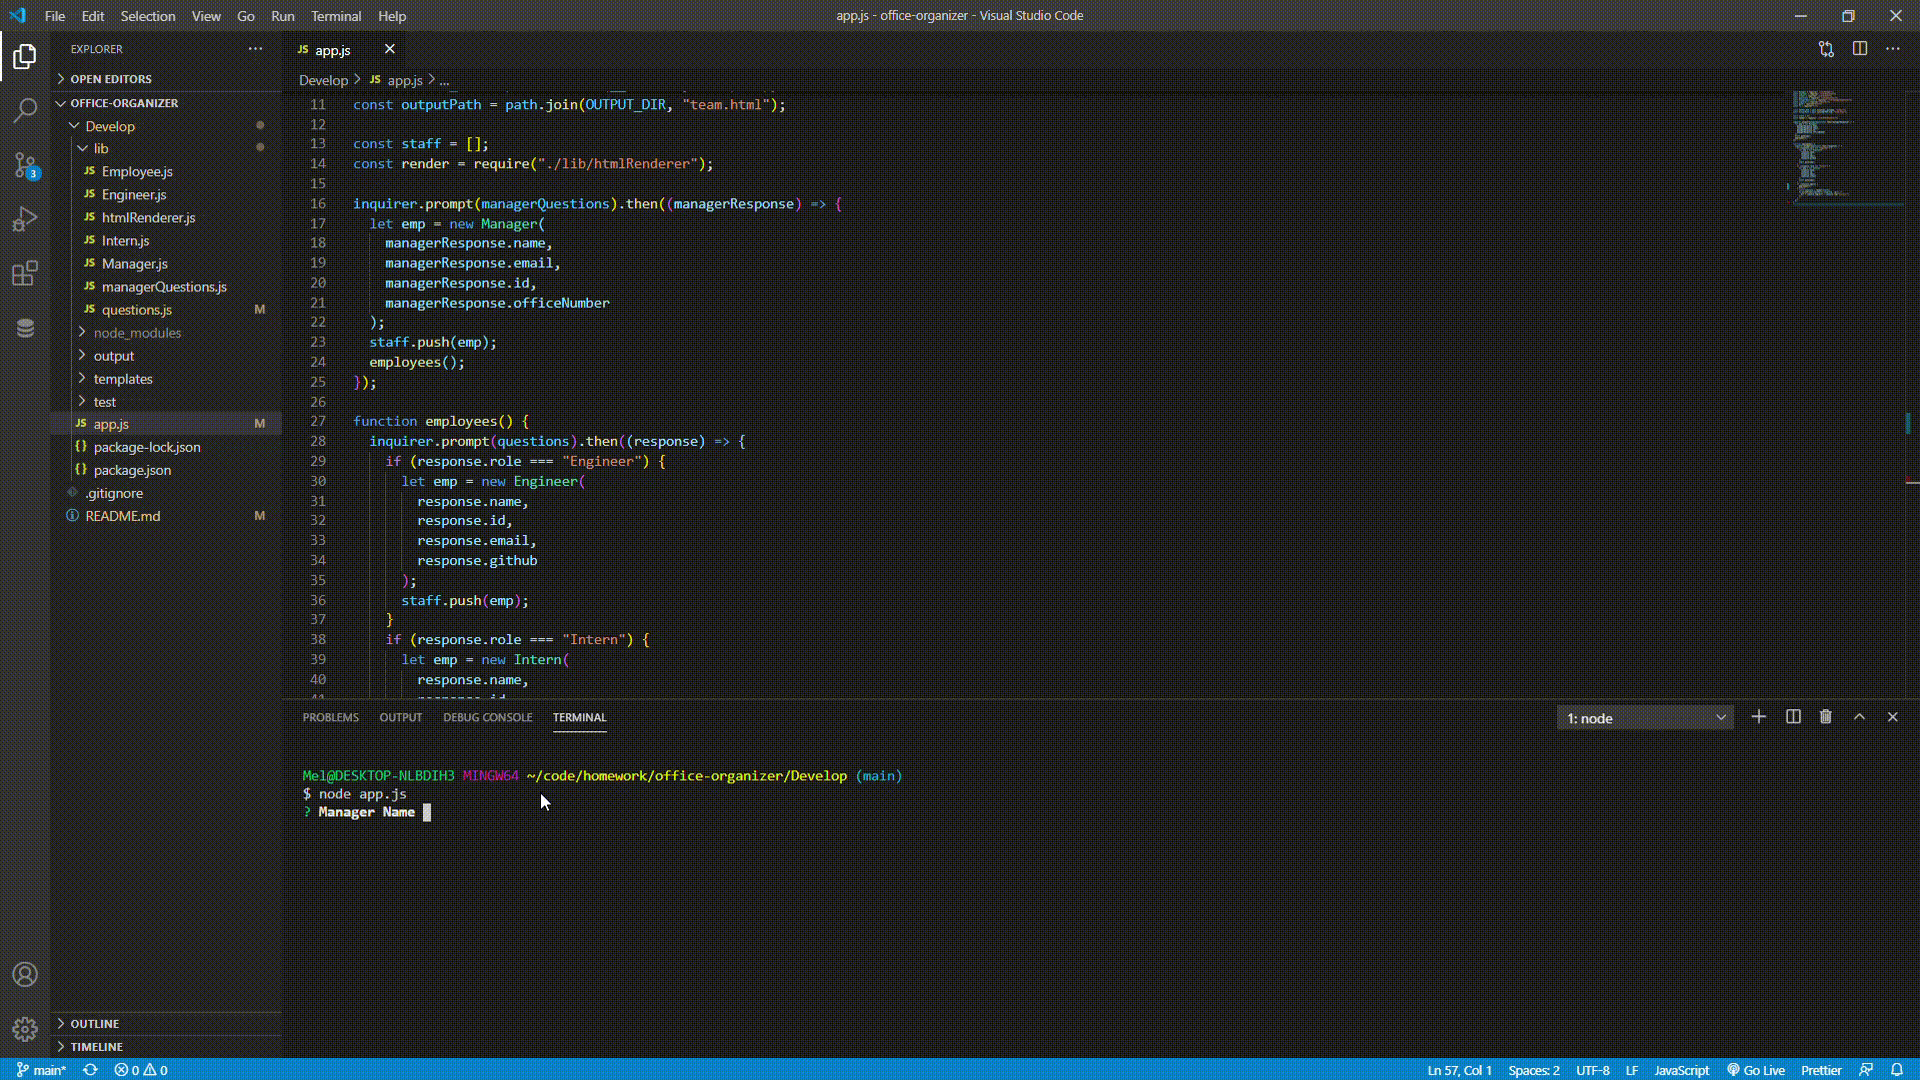 File Edit Selection View Go Run Terminal Help
app.js - office-organizer - Visual Studio Code
EXPLORER
OPEN EDITORS
OFFICE-ORGANIZER
Develop
lib
JS Employee.js
JS Engineer.js
JS htmlRenderer.js
JS Intern.js
JS Manager.js
JS managerQuestions.js
JS questions.js M
node_modules
output
templates
test
JS app.js M
{} package-lock.json
{} package.json
.gitignore
README.md M
OUTLINE
TIMELINE
3
JS app.js
Develop > JS app.js > ...
11 const outputPath = path.join(OUTPUT_DIR, "team.html");
12
13 const staff = [];
14 const render = require("./lib/htmlRenderer");
15
16 inquirer.prompt(managerQuestions).then((managerResponse) => {
17 let emp = new Manager(
18 managerResponse.name,
19 managerResponse.email,
20 managerResponse.id,
21 managerResponse.officeNumber
22 );
23 staff.push(emp);
24 employees();
25 });
26
27 function employees() {
28 inquirer.prompt(questions).then((response) => {
29 if (response.role === "Engineer") {
30 let emp = new Engineer(
31 response.name,
32 response.id,
33 response.email,
34 response.github
35 );
36 staff.push(emp);
37 }
38 if (response.role === "Intern") {
39 let emp = new Intern(
40 response.name,
PROBLEMS OUTPUT DEBUG CONSOLE TERMINAL
1: node
Mel@DESKTOP-NLBDIH3 MINGW64 ~/code/homework/office-organizer/Develop (main)
$ node app.js
? Manager Name
main* 0 0
Ln 57, Col 1 Spaces: 2 UTF-8 LF JavaScript Go Live Prettier